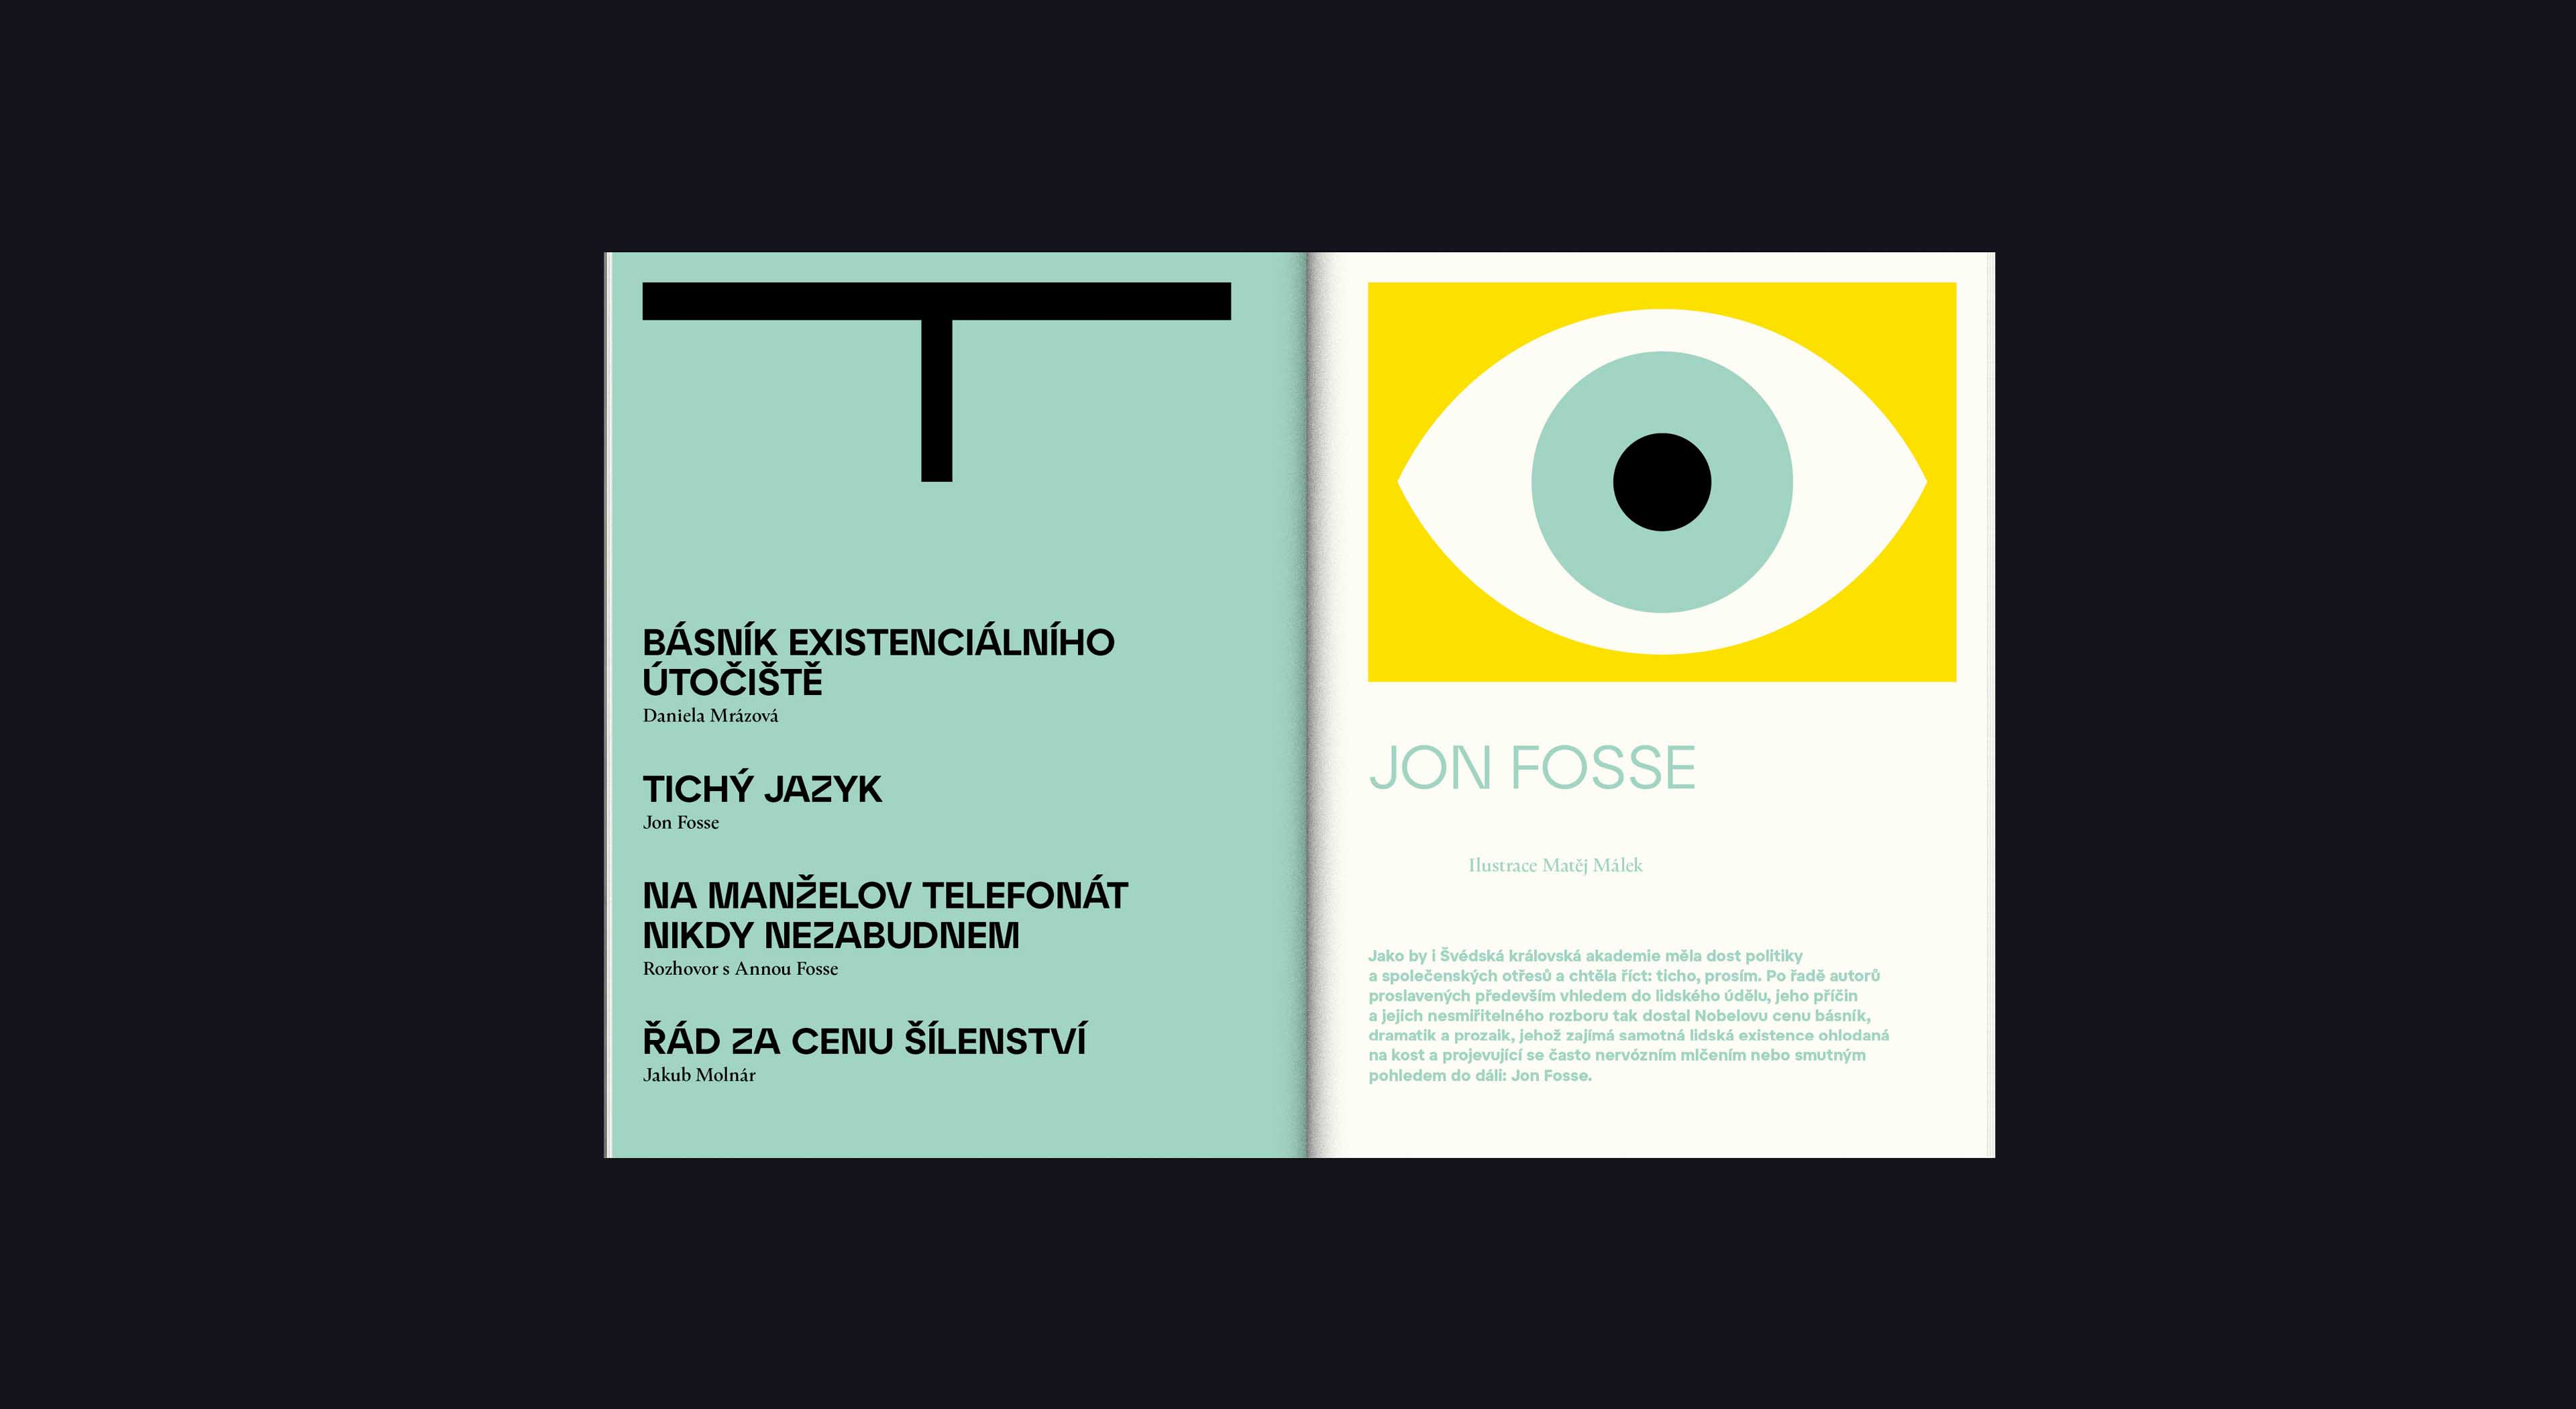 T
BÁSNÍK EXISTENCIÁLNÍHO
ÚTOČIŠTĚ
Daniela Mrázová
TICHÝ JAZYK
Jon Fosse
NA MANŽELOV TELEFONÁT
NIKDY NEZABUDNEM
Rozhovor s Annou Fosse
ŘÁD ZA CENU ŠÍLENSTVÍ
Jakub Molnár
JON FOSSE
Ilustrace Matěj Málek
Jako by i Švédská královská akademie měla dost politiky
a společenských otřesů a chtěla říct: ticho, prosím. Po řadě autorů
proslavených především vhledem do lidského údělu, jeho příčin
a jejich nesmiřitelného rozboru tak dostal Nobelovu cenu básník,
dramatik a prozaik, jehož zajímá samotná lidská existence ohlodaná
na kost a projevující se často nervózním mlčením nebo smutným
pohledem do dáli: Jon Fosse.